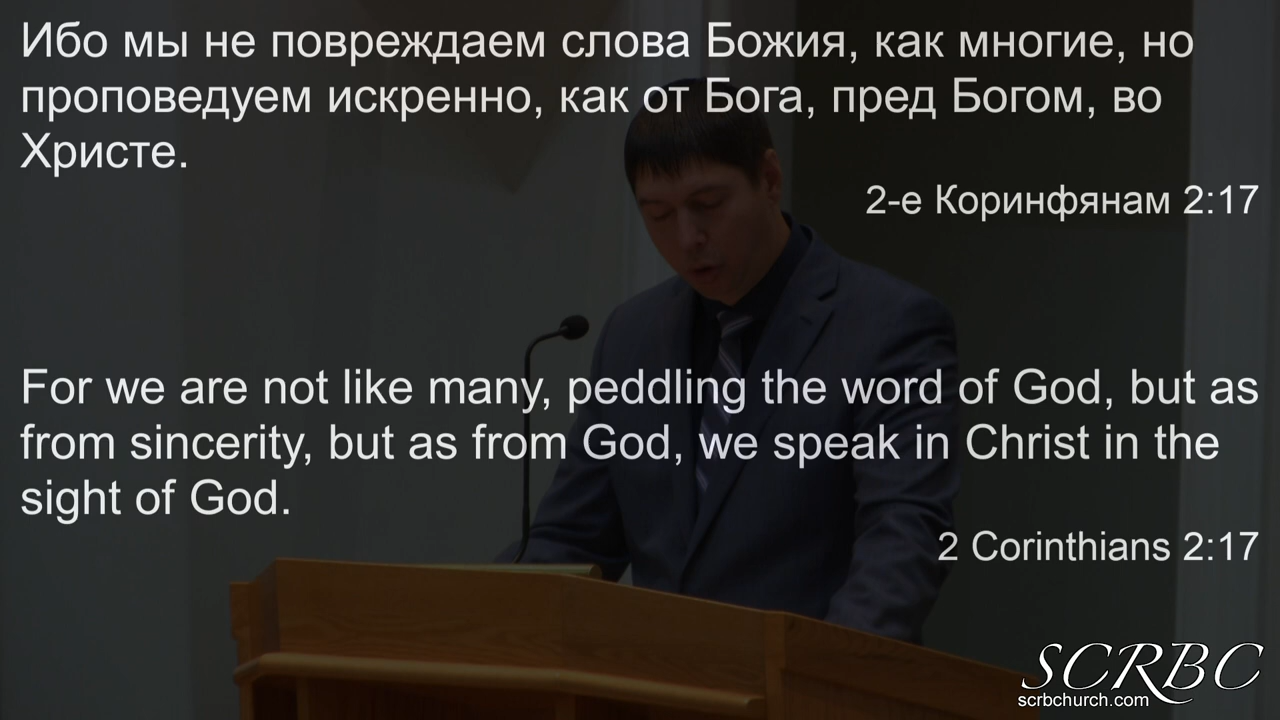 Ибо мы не повреждаем слова Божия, как многие, но
проповедуем искренно, как от Бога, пред Богом, во
Христе.
2-е Коринфянам 2:17
For we are not like many, peddling the word of God, but as
from sincerity, but as from God, we speak in Christ in the
sight of God.
2 Corinthians 2:17
SCRBC
scrbchurch.com